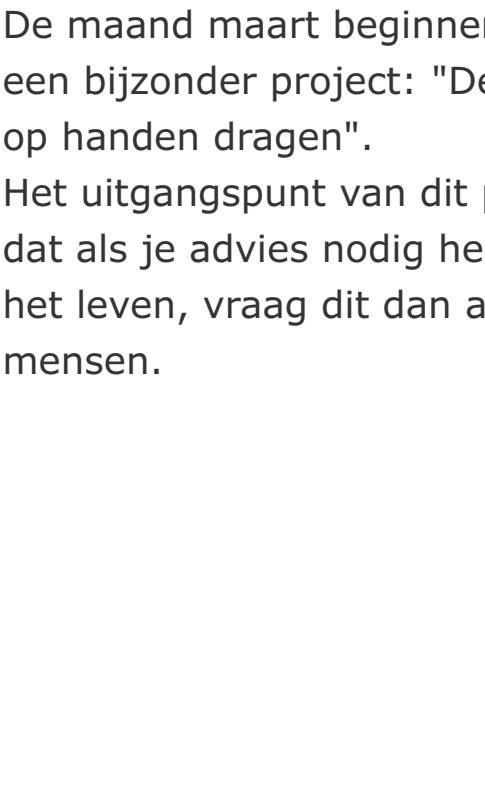 De maand maart
een bijzonder project:
op handen dragen".
Het uitgangspunt van dit
dat als je advies nodig
het leven, vraag dit dan
mensen.